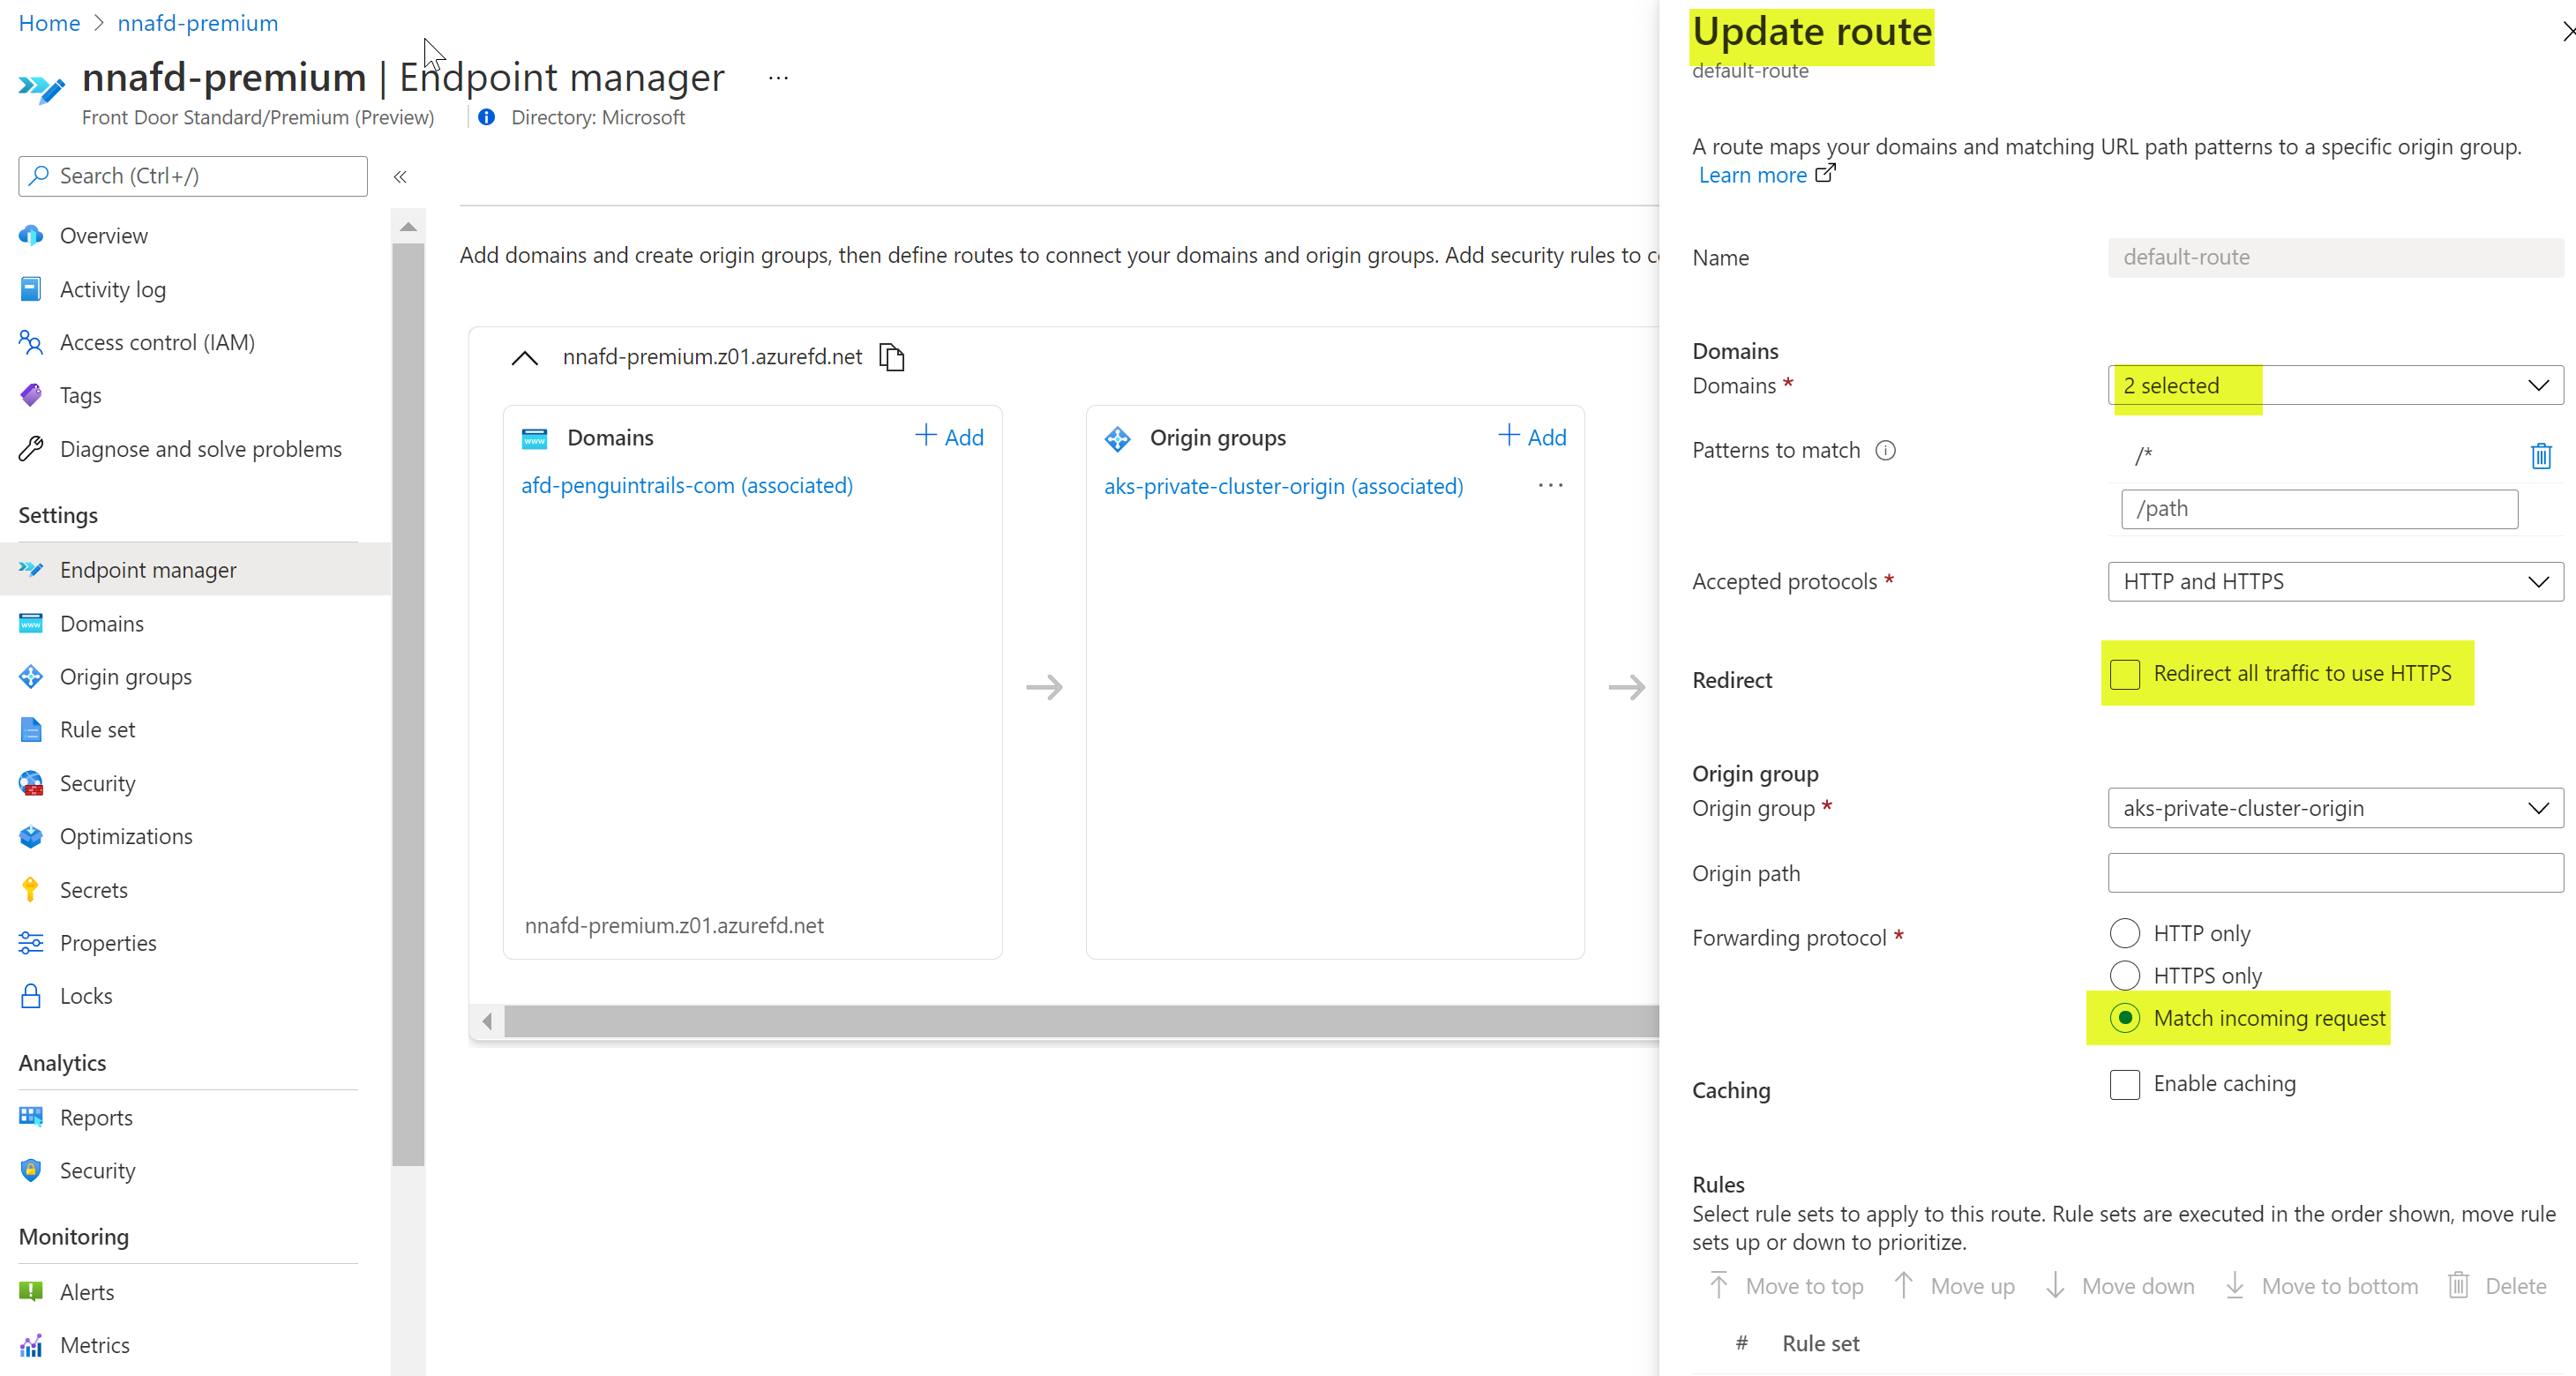 Home > nnafd-premium
nnafd-premium | Endpoint manager ...
Front Door Standard/Premium (Preview) | Directory: Microsoft
Search (Ctrl+/) «
Overview
Activity log
Access control (IAM)
Tags
Diagnose and solve problems
Settings
Endpoint manager
Domains
Origin groups
Rule set
Security
Optimizations
Secrets
Properties
Locks
Analytics
Reports
Security
Monitoring
Alerts
Metrics
Add domains and create origin groups, then define routes to connect your domains and origin groups. Add security rules to
nnafd-premium.z01.azurefd.net
www Domains + Add
afd-penguintrails-com (associated)
nnafd-premium.z01.azurefd.net
Origin groups + Add
aks-private-cluster-origin (associated) ...
Update route
default-route
A route maps your domains and matching URL path patterns to a specific origin group.
Learn more
Name default-route
Domains
Domains * 2 selected
Patterns to match /*
/path
Accepted protocols * HTTP and HTTPS
Redirect Redirect all traffic to use HTTPS
Origin group
Origin group * aks-private-cluster-origin
Origin path
Forwarding protocol * HTTP only
HTTPS only
Match incoming request
Caching Enable caching
Rules
Select rule sets to apply to this route. Rule sets are executed in the order shown, move rule
sets up or down to prioritize.
Move to top Move up Move down Move to bottom Delete
# Rule set